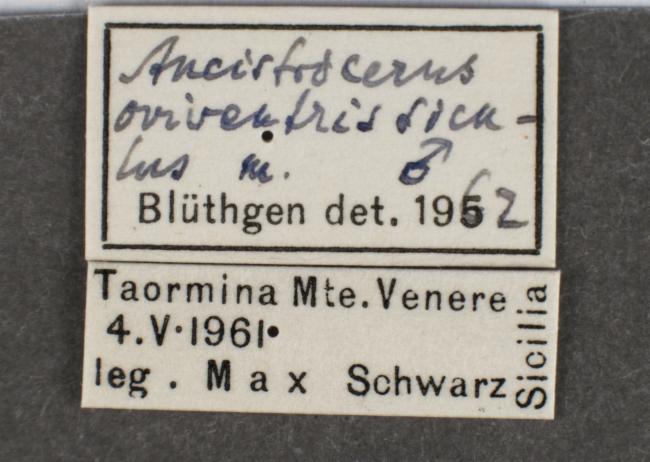 Ancistrocerus
oviventris sicu-
lus m. ♂
Blüthgen det. 1962
Taormina Mte. Venere
4.V.1961.
leg. Max Schwarz
Sicilia